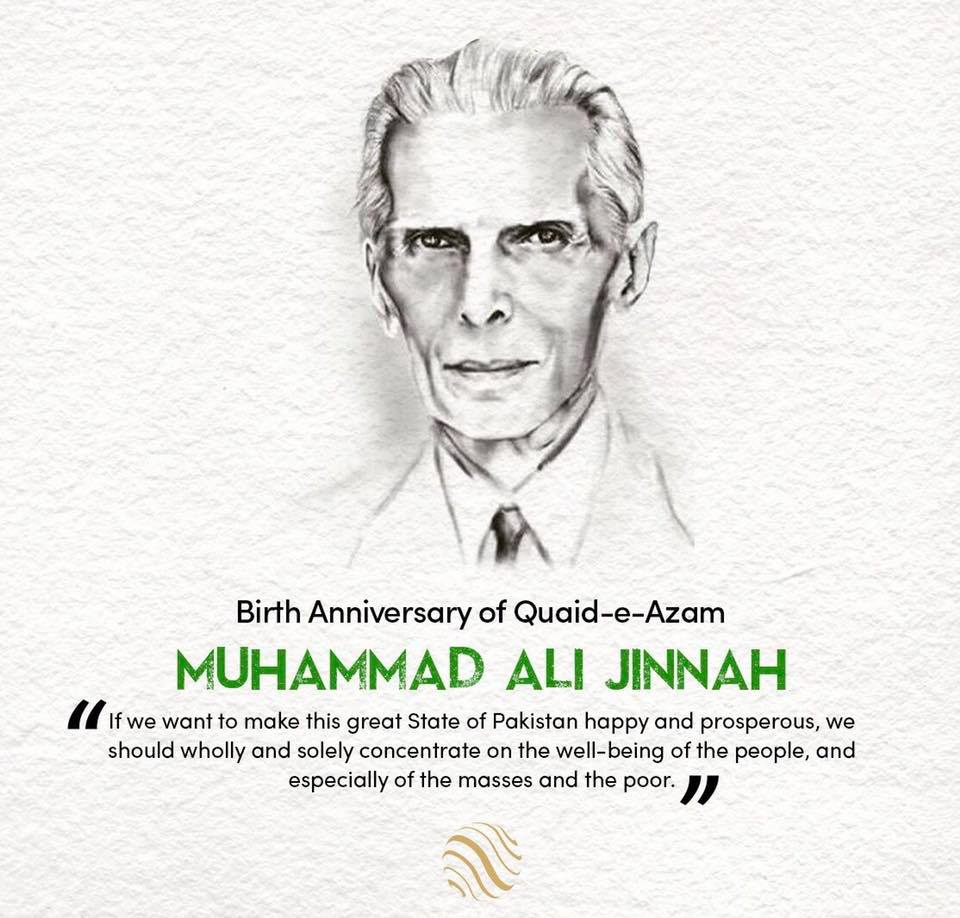 Birth Anniversary of Quaid-e-Azam
MUHAMMAD ALI JINNAH
“If we want to make this great State of Pakistan happy and prosperous, we
should wholly and solely concentrate on the well-being of the people, and
especially of the masses and the poor.”